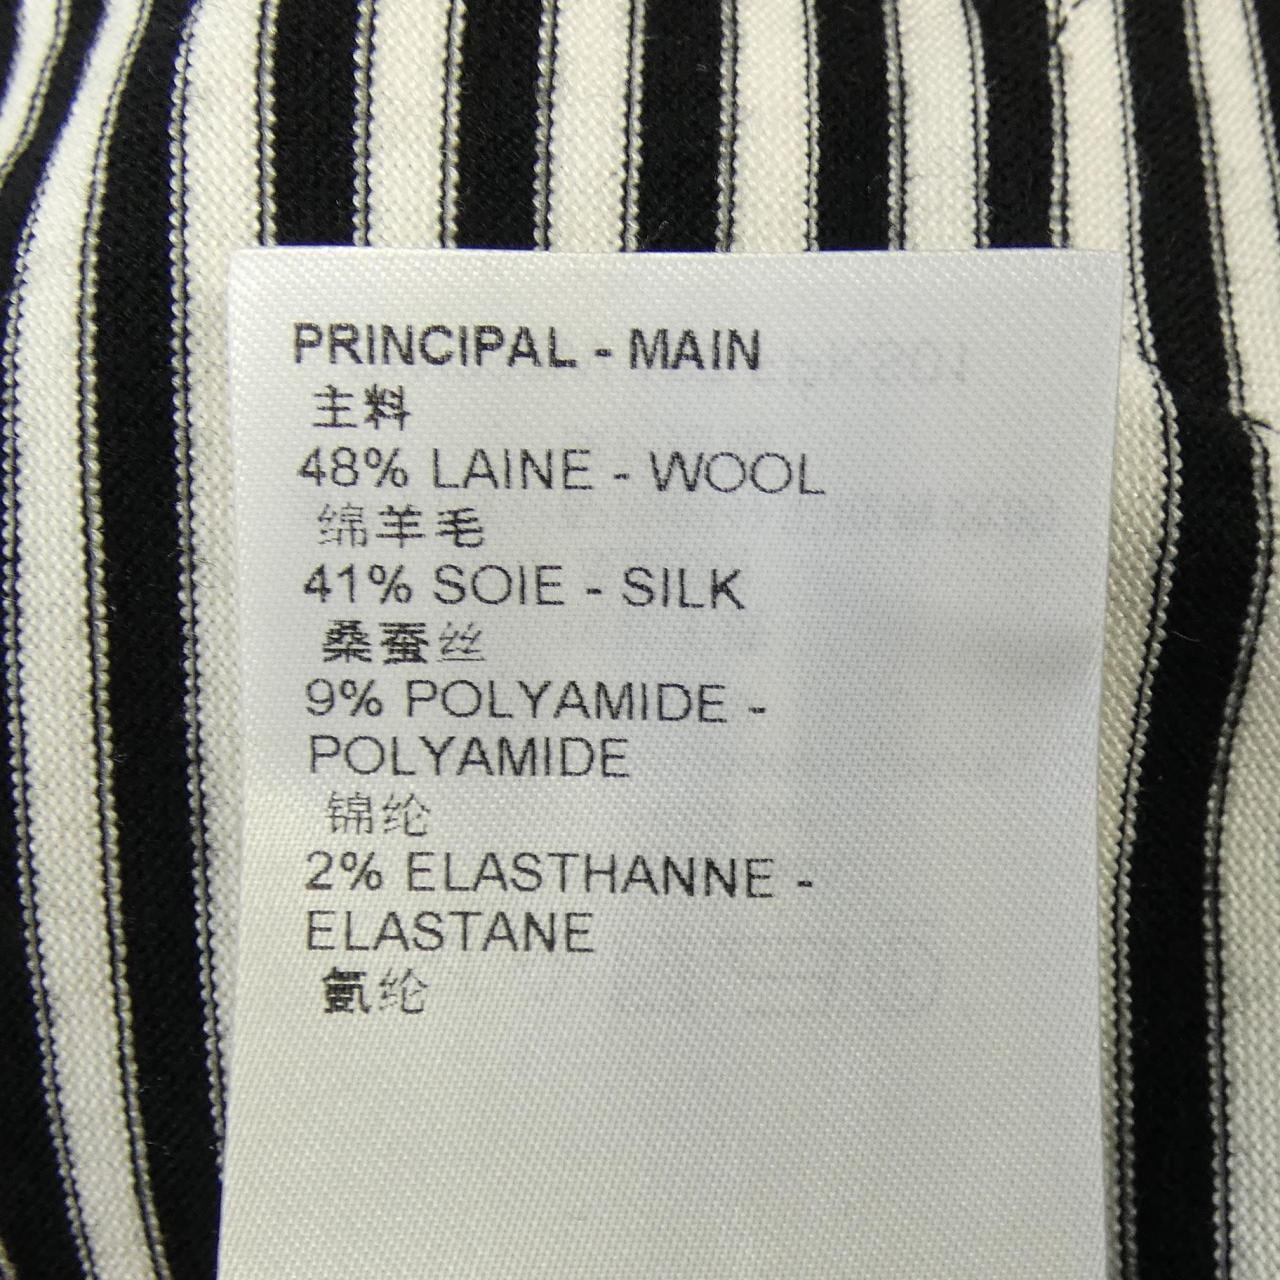 PRINCIPAL - MAIN
主料
48% LAINE - WOOL
绵羊毛
41% SOIE - SILK
桑蚕丝
9% POLYAMIDE -
POLYAMIDE
锦纶
2% ELASTHANNE -
ELASTANE
氨纶